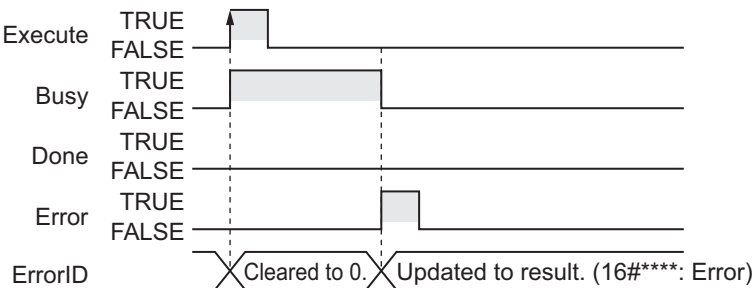 Execute TRUE
FALSE
Busy TRUE
FALSE
Done TRUE
FALSE
Error TRUE
FALSE
ErrorID Cleared to 0. Updated to result. (16#****: Error)